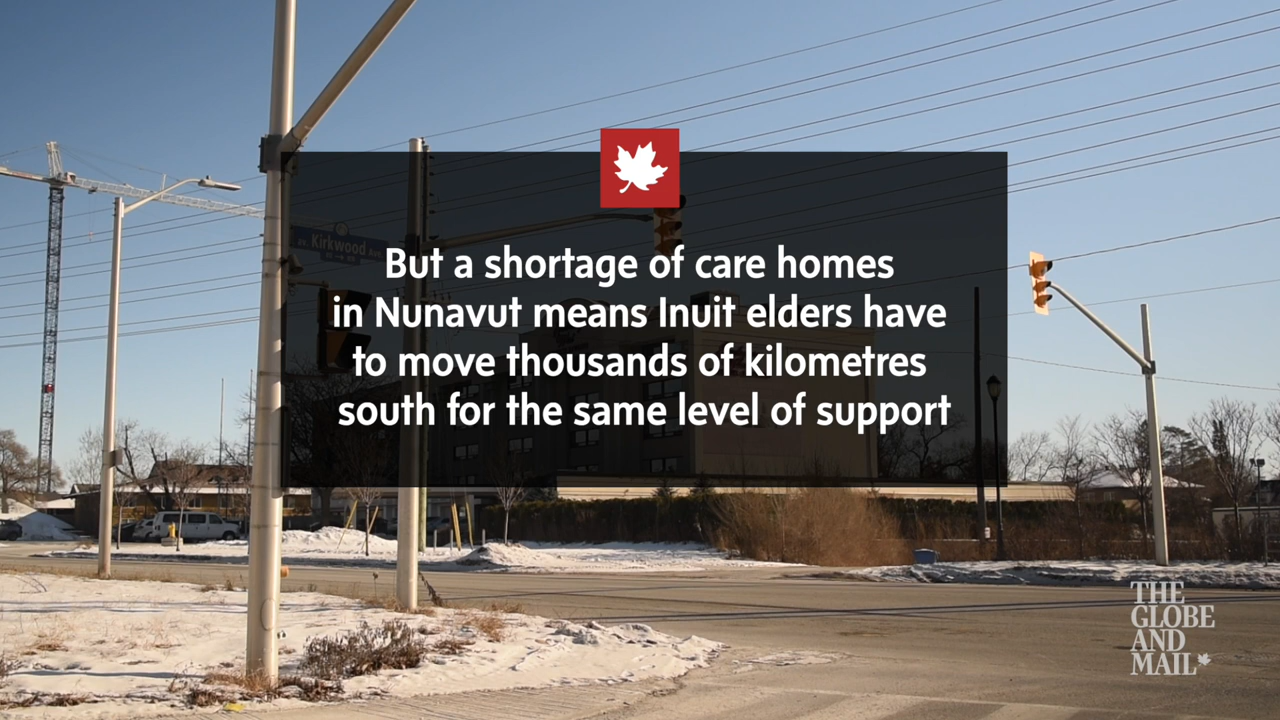 Kirkwood
But a shortage of care homes
in Nunavut means Inuit elders have
to move thousands of kilometres
south for the same level of support
THE
GLOBE
AND
MAIL